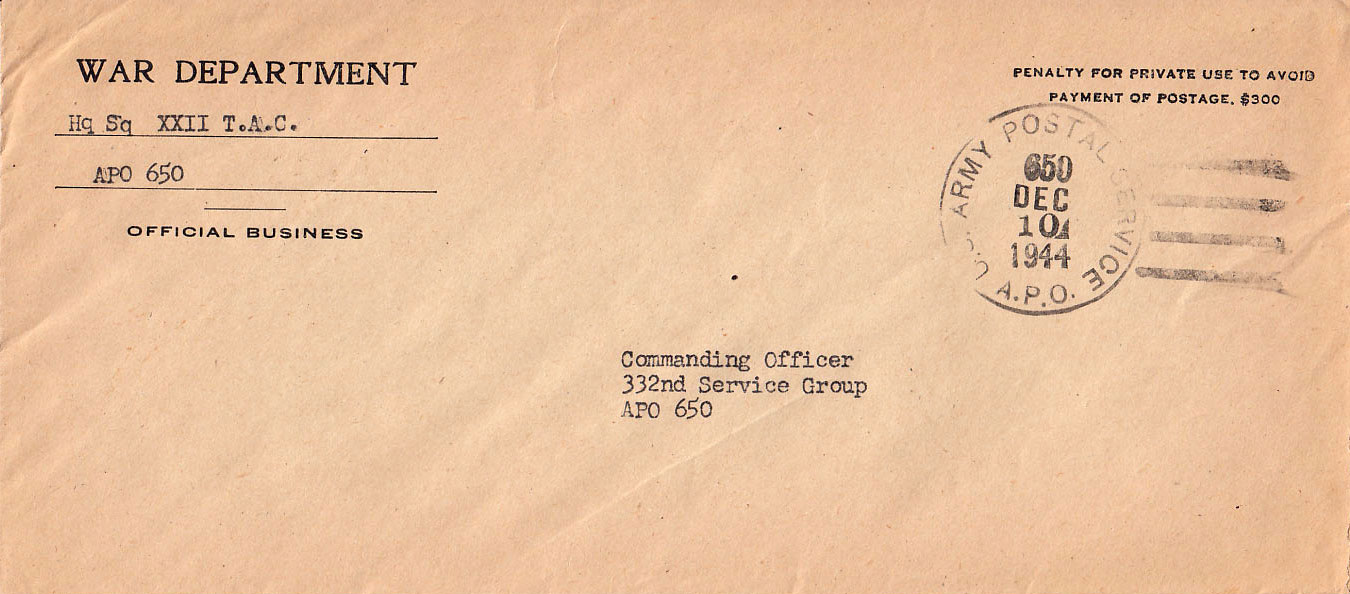 WAR DEPARTMENT
Hq Sq XXII T.A.C.
APO 650
OFFICIAL BUSINESS
PENALTY FOR PRIVATE USE TO AVOID
PAYMENT OF POSTAGE, $300
U.S. ARMY POSTAL SERVICE
650
DEC
10
1944
A.P.O.
Commanding Officer
332nd Service Group
APO 650